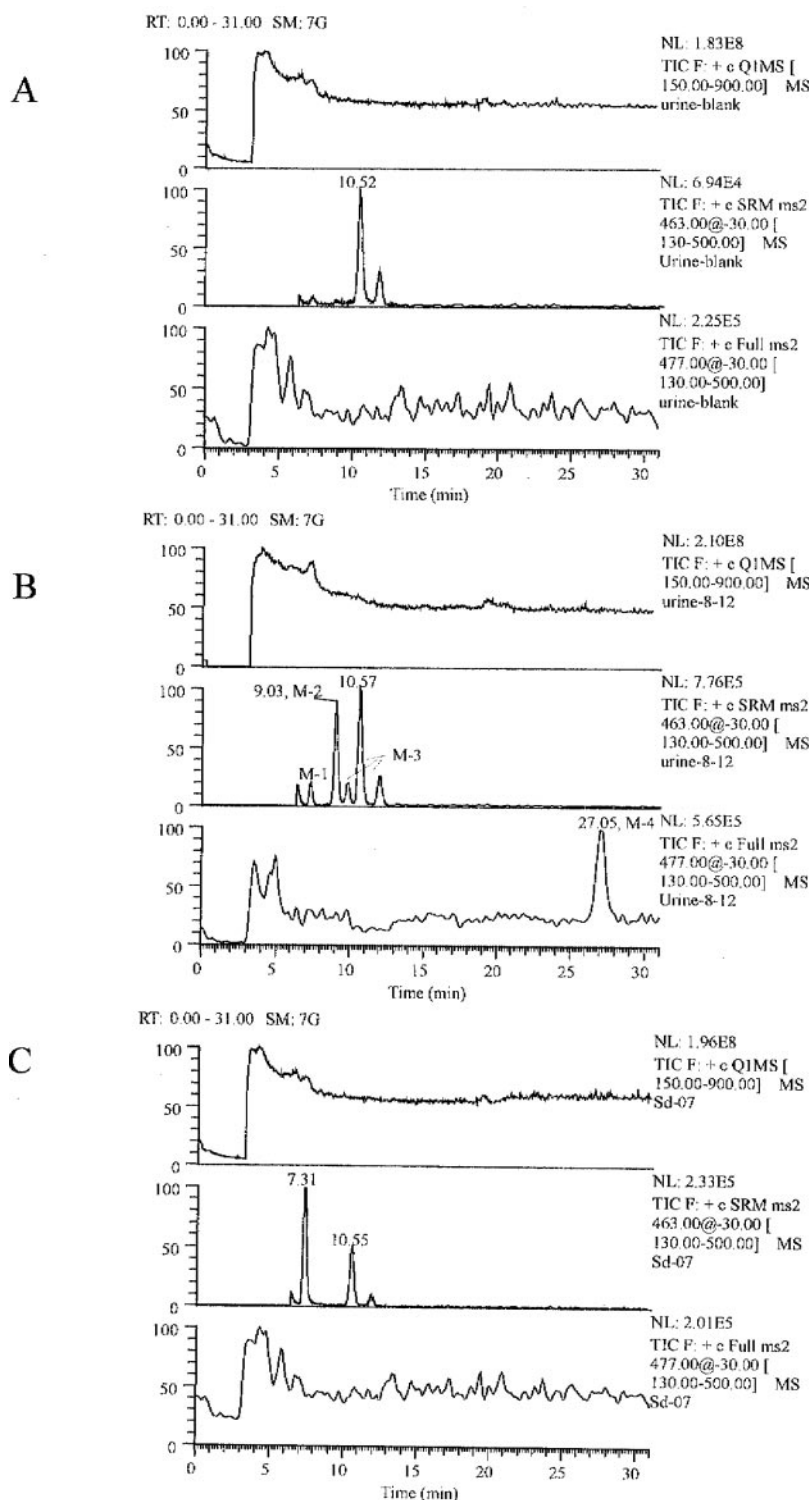 RT: 0.00 - 31.00 SM: 7G
A
NL: 1.83E8
TIC F: + c Q1MS [
150.00-900.00] MS
urine-blank
100
50
0
10.52
NL: 6.94E4
TIC F: + c SRM ms2
463.00@-30.00 [
130-500.00] MS
Urine-blank
100
50
0
NL: 2.25E5
TIC F: + c Full ms2
477.00@-30.00 [
130.00-500.00]
urine-blank
100
50
0
0 5 10 15 20 25 30
Time (min)
RT: 0.00 - 31.00 SM: 7G
B
NL: 2.10E8
TIC F: + c Q1MS [
150.00-900.00] MS
urine-8-12
100
50
0
10.57
9.03, M-2
M-1
M-3
NL: 7.76E5
TIC F: + c SRM ms2
463.00@-30.00 [
130.00-500.00] MS
urine-8-12
100
50
0
27.05, M-4
NL: 5.65E5
TIC F: + c Full ms2
477.00@-30.00 [
130.00-500.00] MS
Urine-8-12
100
50
0
0 5 10 15 20 25 30
Time (min)
RT: 0.00 - 31.00 SM: 7G
C
NL: 1.96E8
TIC F: + c Q1MS [
150.00-900.00] MS
Sd-07
100
50
0
7.31
10.55
NL: 2.33E5
TIC F: + c SRM ms2
463.00@-30.00 [
130.00-500.00] MS
Sd-07
100
50
0
NL: 2.01E5
TIC F: + c Full ms2
477.00@-30.00 [
130.00-500.00] MS
Sd-07
100
50
0
0 5 10 15 20 25 30
Time (min)